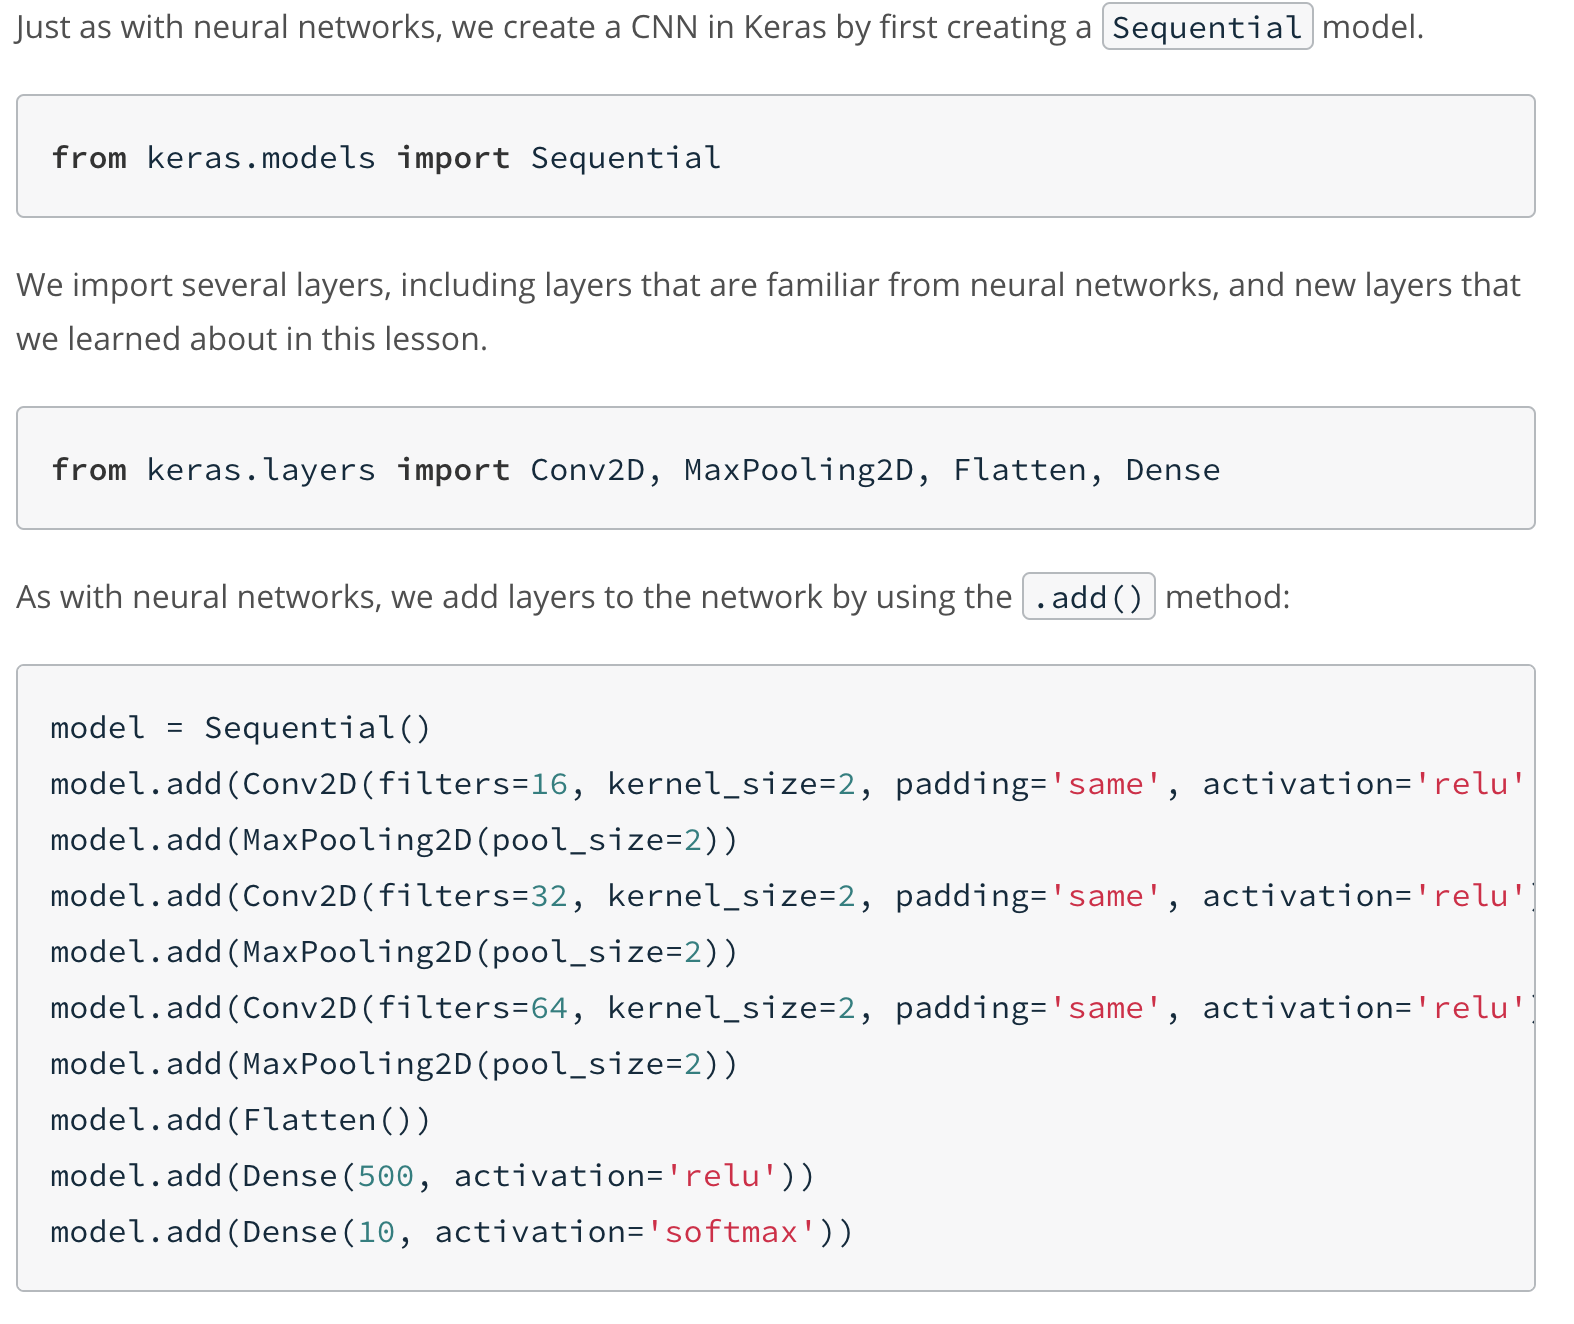 Just as with neural networks, we create a CNN in Keras by first creating a Sequential model.
from keras.models import Sequential
We import several layers, including layers that are familiar from neural networks, and new layers that
we learned about in this lesson.
from keras.layers import Conv2D, MaxPooling2D, Flatten, Dense
As with neural networks, we add layers to the network by using the .add() method:
model = Sequential()
model.add(Conv2D(filters=16, kernel_size=2, padding='same', activation='relu'
model.add(MaxPooling2D(pool_size=2))
model.add(Conv2D(filters=32, kernel_size=2, padding='same', activation='relu')
model.add(MaxPooling2D(pool_size=2))
model.add(Conv2D(filters=64, kernel_size=2, padding='same', activation='relu')
model.add(MaxPooling2D(pool_size=2))
model.add(Flatten())
model.add(Dense(500, activation='relu'))
model.add(Dense(10, activation='softmax'))